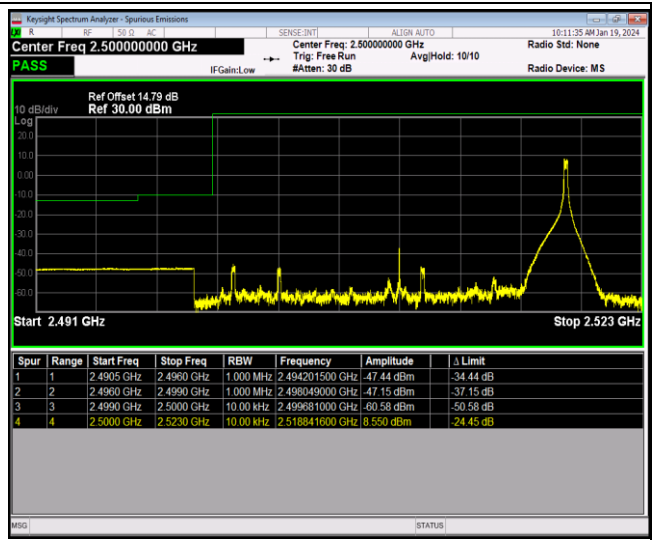 Keysight Spectrum Analyzer - Spurious Emissions
R RF 50 Ω AC SENSE:INT ALIGN AUTO 10:11:35 AM Jan 19, 2024
Center Freq 2.500000000 GHz Center Freq: 2.500000000 GHz Radio Std: None
Trig: Free Run Avg|Hold: 10/10
PASS IFGain:Low #Atten: 30 dB Radio Device: MS
Ref Offset 14.79 dB
10 dB/div Ref 30.00 dBm
Log
20.0
10.0
0.00
-10.0
-20.0
-30.0
-40.0
-50.0
-60.0
Start 2.491 GHz Stop 2.523 GHz
Spur Range Start Freq Stop Freq RBW Frequency Amplitude Δ Limit
1 1 2.4905 GHz 2.4960 GHz 1.000 MHz 2.494201500 GHz -47.44 dBm -34.44 dB
2 2 2.4960 GHz 2.4990 GHz 1.000 MHz 2.498049000 GHz -47.15 dBm -37.15 dB
3 3 2.4990 GHz 2.5000 GHz 10.00 kHz 2.499681000 GHz -60.58 dBm -50.58 dB
4 4 2.5000 GHz 2.5230 GHz 10.00 kHz 2.518841600 GHz 8.550 dBm -24.45 dB
MSG STATUS